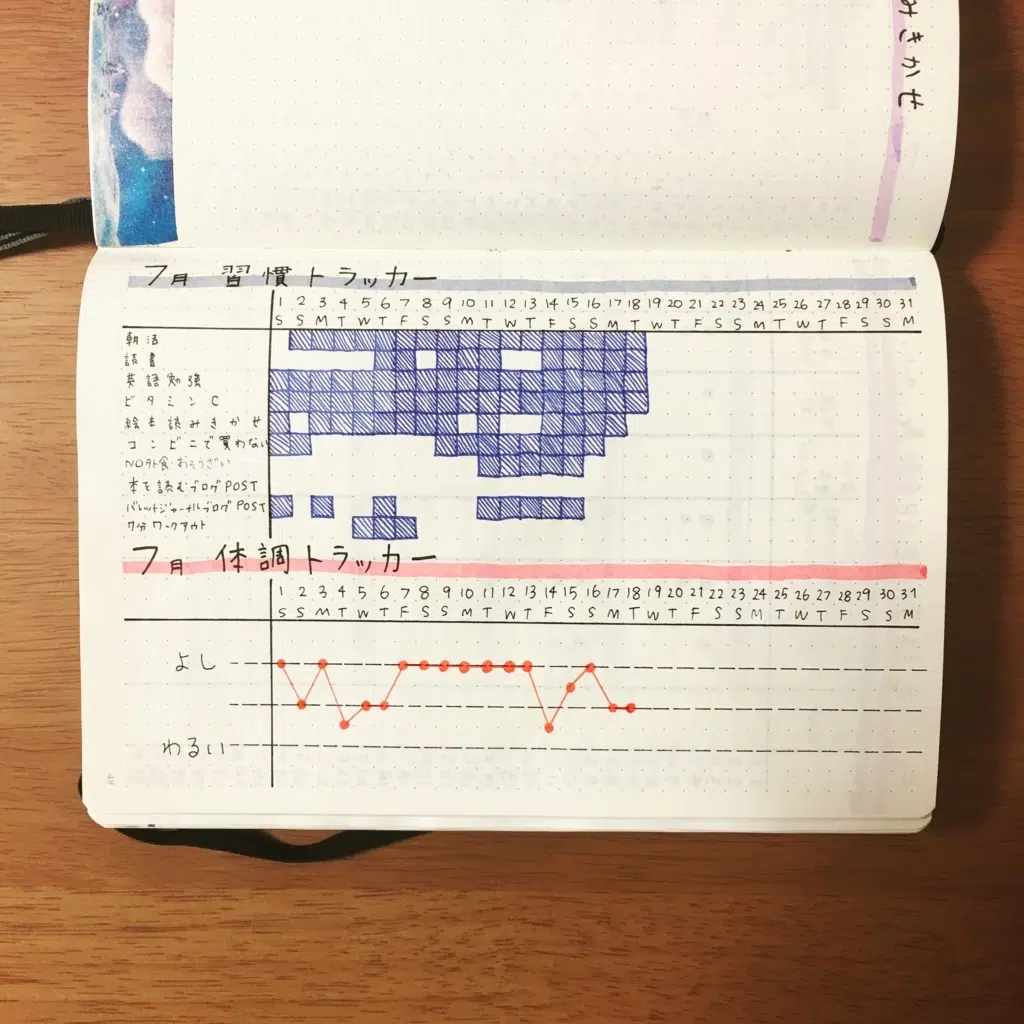 みきかせ
7月 習慣トラッカー
1 2 3 4 5 6 7 8 9 10 11 12 13 14 15 16 17 18 19 20 21 22 23 24 25 26 27 28 29 30 31
S S M T W T F S S M T W T F S S M T W T F S S M T W T F S S M
朝活
読書
英語勉強
ビタミンC
絵本読みきかせ
コンビニで買わない
NO外食・おそうざい
本を読むブログPOST
バレットジャーナルブログPOST
7分ワークアウト
7月 体調トラッカー
1 2 3 4 5 6 7 8 9 10 11 12 13 14 15 16 17 18 19 20 21 22 23 24 25 26 27 28 29 30 31
S S M T W T F S S M T W T F S S M T W T F S S M T W T F S S M
よし
わるい